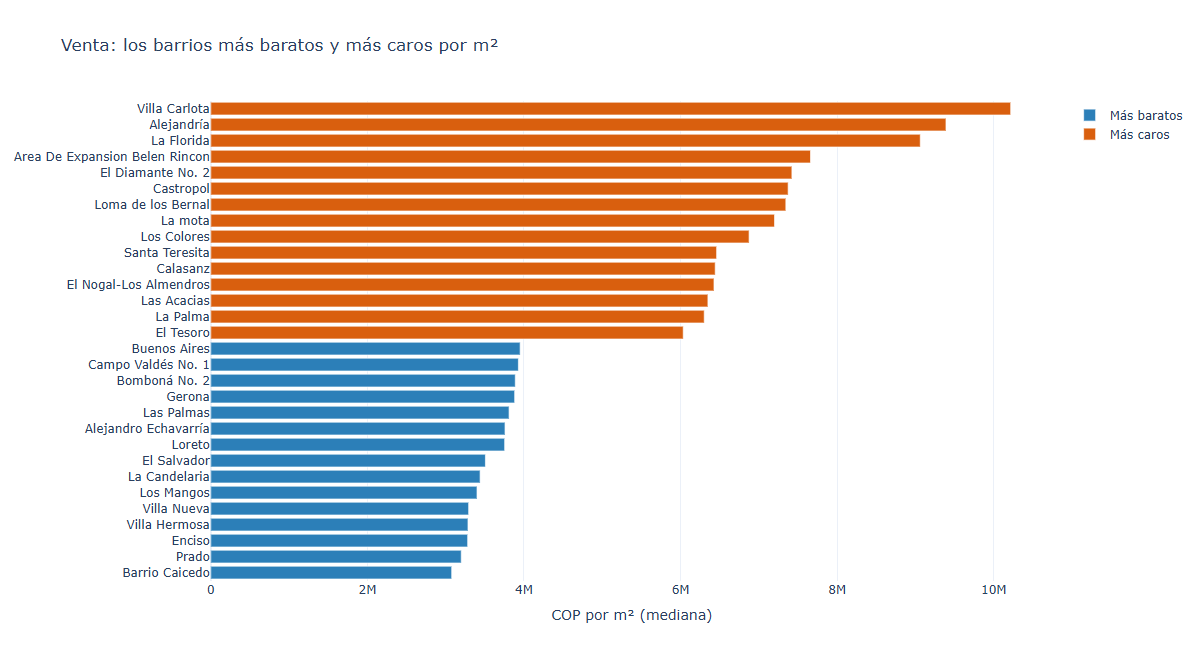 Venta: los barrios más baratos y más caros por m²
Villa Carlota
Alejandría
La Florida
Area De Expansion Belen Rincon
El Diamante No. 2
Castropol
Loma de los Bernal
La mota
Los Colores
Santa Teresita
Calasanz
El Nogal-Los Almendros
Las Acacias
La Palma
El Tesoro
Buenos Aires
Campo Valdés No. 1
Bomboná No. 2
Gerona
Las Palmas
Alejandro Echavarría
Loreto
El Salvador
La Candelaria
Los Mangos
Villa Nueva
Villa Hermosa
Enciso
Prado
Barrio Caicedo
0 2M 4M 6M 8M 10M
COP por m² (mediana)
Más baratos
Más caros